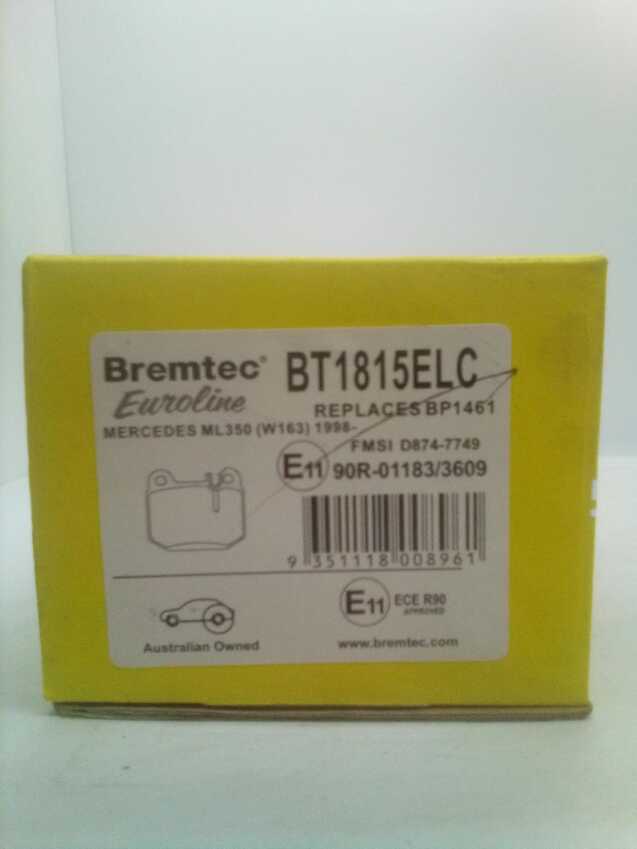 Bremtec® BT1815ELC
Euroline REPLACES BP1461
MERCEDES ML350 (W163) 1998-
FMSI D874-7749
E11 90R-01183/3609
9 351118 008961
E11 ECE R90
APPROVED
Australian Owned www.bremtec.com